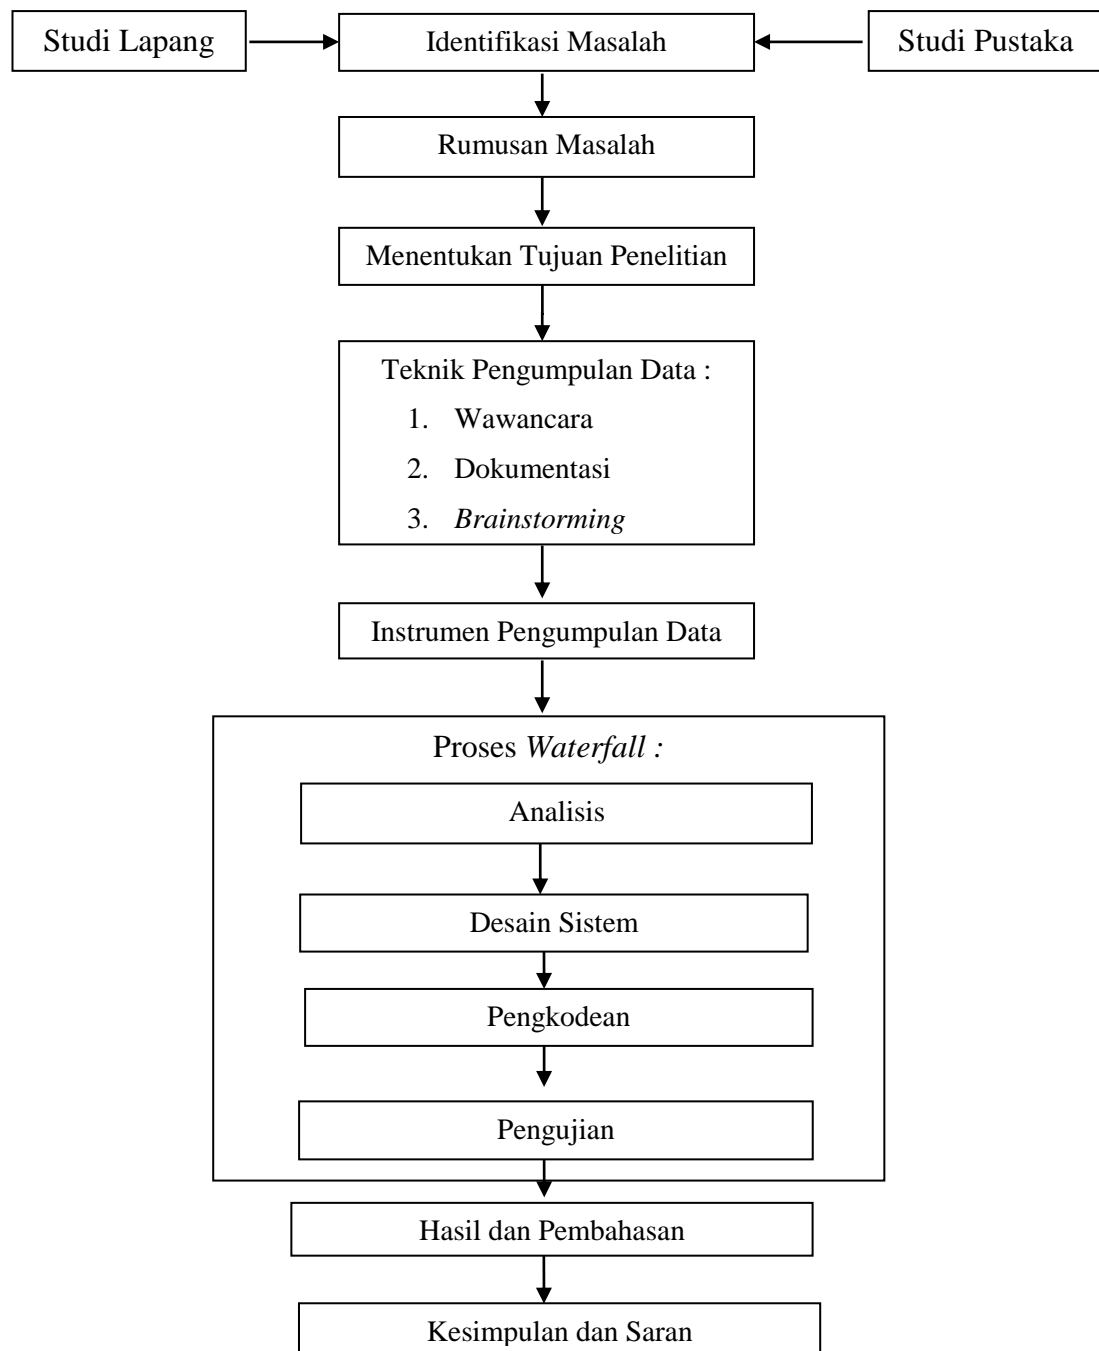 Studi Lapang
Identifikasi Masalah
Studi Pustaka
Rumusan Masalah
Menentukan Tujuan Penelitian
Teknik Pengumpulan Data :
1. Wawancara
2. Dokumentasi
3. Brainstorming
Instrumen Pengumpulan Data
Proses Waterfall :
Analisis
Desain Sistem
Pengkodean
Pengujian
Hasil dan Pembahasan
Kesimpulan dan Saran